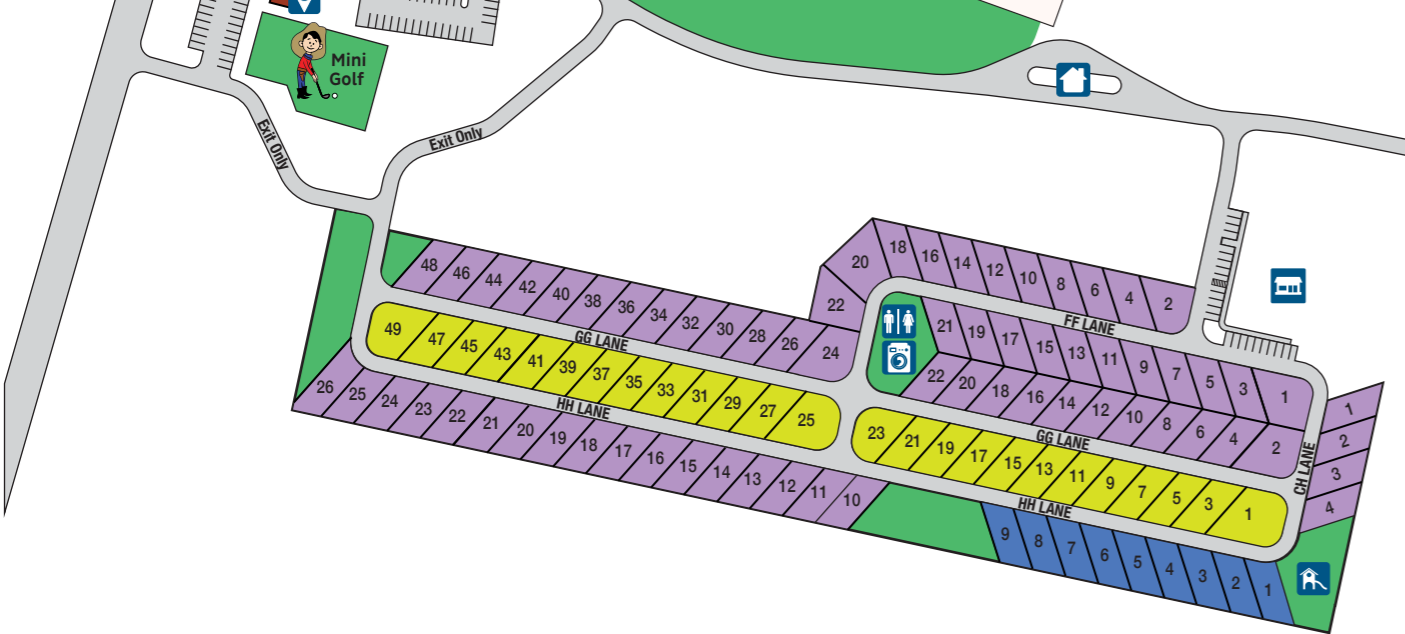 Mini
Golf
Exit Only
Exit Only
18 16 14 12 10 8 6 4 2
20
22
FF LANE
48 46 44 42 40 38 36 34 32 30 28 26 24
GG LANE
21 19 17 15 13 11 9 7 5 3 1
22 20 18 16 14 12 10 8 6 4 2
GG LANE
49 47 45 43 41 39 37 35 33 31 29 27 25
HH LANE
23 21 19 17 15 13 11 9 7 5 3 1
HH LANE
CH LANE
1
2
3
4
26 25 24 23 22 21 20 19 18 17 16 15 14 13 12 11 10
9 8 7 6 5 4 3 2 1